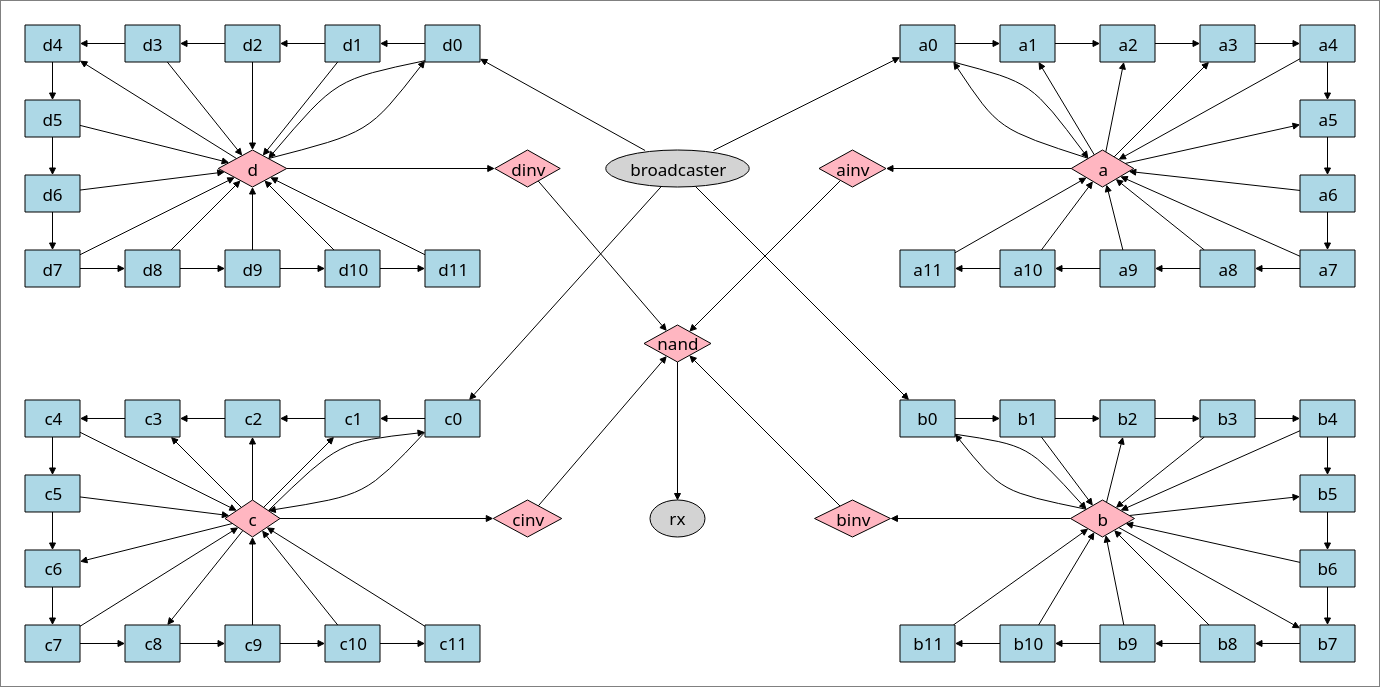 d4 d3 d2 d1 d0 a0 a1 a2 a3 a4
d5 a5
d dinv broadcaster ainv a
d6 a6
d7 d8 d9 d10 d11 a11 a10 a9 a8 a7
nand
c4 c3 c2 c1 c0 b0 b1 b2 b3 b4
c5 b5
c cinv rx binv b
c6 b6
c7 c8 c9 c10 c11 b11 b10 b9 b8 b7